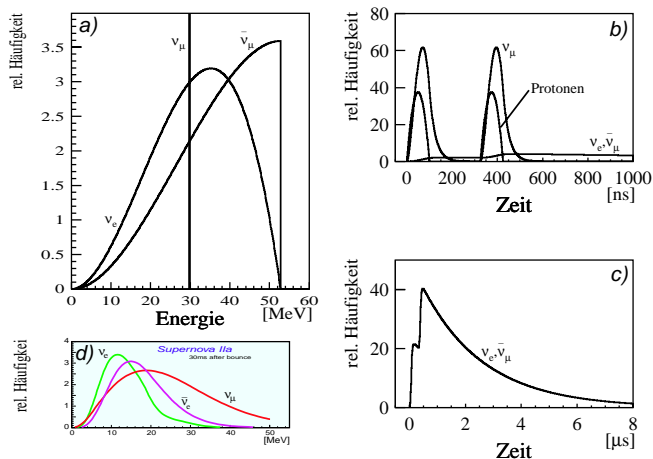 a)
rel. Häufigkeit
ν_μ
ν̄_μ
ν_e
3.5
3
2.5
2
1.5
1
0.5
0
0 10 20 30 40 50 60
Energie
[MeV]
b)
rel. Häufigkeit
ν_μ
Protonen
ν_e,ν̄_μ
80
60
40
20
0
0 200 400 600 800 1000
Zeit
[ns]
c)
rel. Häufigkeit
ν_e,ν̄_μ
60
40
20
0
0 2 4 6 8
Zeit
[μs]
d)
rel. Häufigkei
Supernova IIa
30ms after bounce
ν_e
ν̄_e
ν_μ
4
3
2
1
0
0 10 20 30 40 50
[MeV]